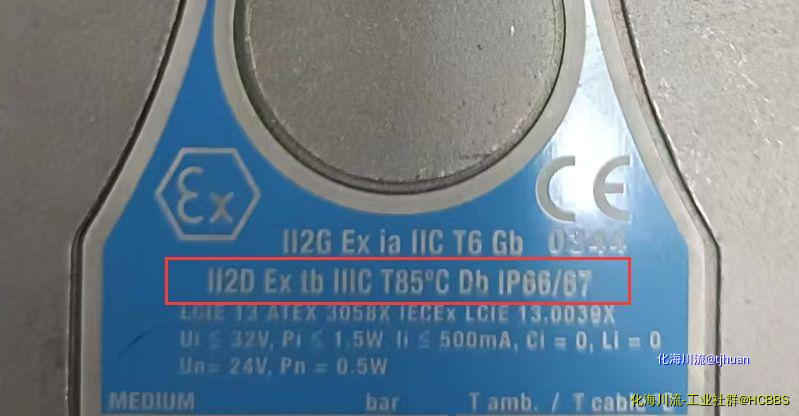 Ex
CE
II2G Ex ia IIC T6 Gb 0344
II2D Ex tb IIIC T85°C Db IP66/67
LCIE 13 ATEX 3058X IECEx LCIE 13.0039X
Ui ≤ 32V, Pi ≤ 1.5W Ii ≤ 500mA, Ci = 0, Li = 0
Un= 24V, Pn = 0.5W
化海川流@tjhuan
MEDIUM bar T amb. / T cable °C
化海川流-工业社群@HCBBS